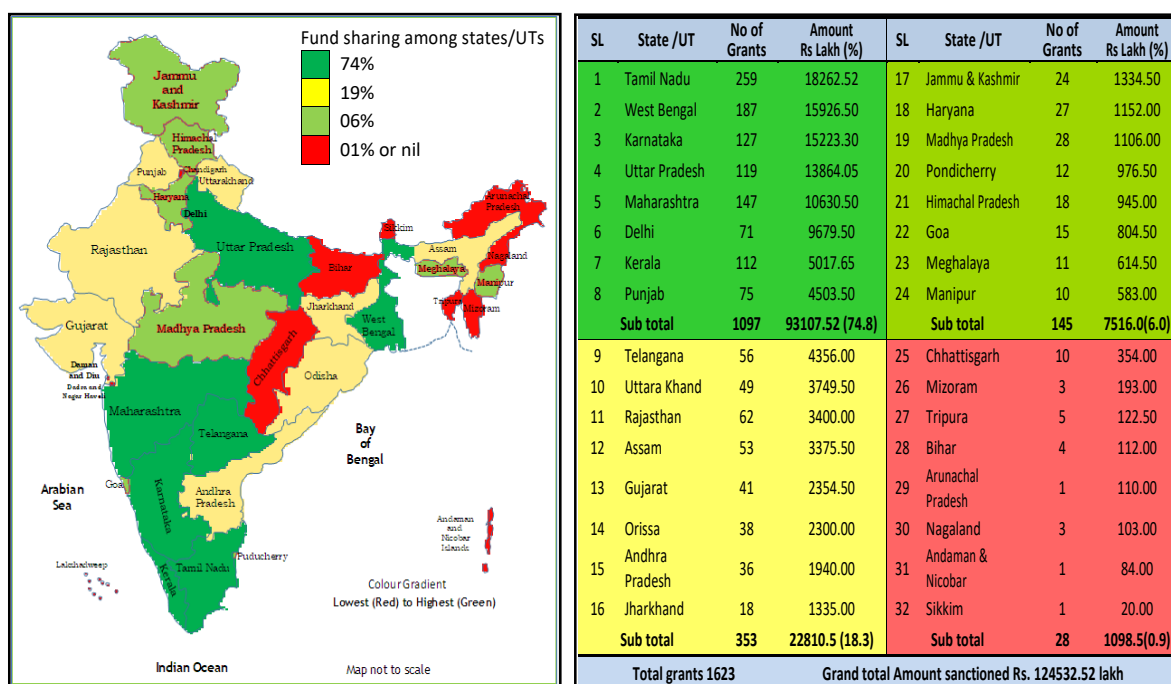 Fund sharing among states/UTs
74%
19%
06%
01% or nil
Jammu
and
Kashmir
Himachal
Pradesh
Chandigarh
Punjab
Uttarakhand
Haryana
Delhi
Rajasthan
Uttar Pradesh
Bihar
Sikkim
Arunachal
Pradesh
Assam
Nagaland
Meghalaya
Manipur
Tripura
Mizoram
Gujarat
Madhya Pradesh
Jharkhand
West
Bengal
Chhattisgarh
Odisha
Daman
and Diu
Dadra and
Nagar Haveli
Maharashtra
Telangana
Bay
of
Bengal
Arabian
Sea
Goa
Karnataka
Andhra
Pradesh
Andaman
and
Nicobar
Islands
Puducherry
Lakshadweep
Kerala
Tamil Nadu
Colour Gradient
Lowest (Red) to Highest (Green)
Indian Ocean
Map not to scale
SL State /UT No of Grants Amount Rs Lakh (%) SL State /UT No of Grants Amount Rs Lakh (%)
1 Tamil Nadu 259 18262.52 17 Jammu & Kashmir 24 1334.50
2 West Bengal 187 15926.50 18 Haryana 27 1152.00
3 Karnataka 127 15223.30 19 Madhya Pradesh 28 1106.00
4 Uttar Pradesh 119 13864.05 20 Pondicherry 12 976.50
5 Maharashtra 147 10630.50 21 Himachal Pradesh 18 945.00
6 Delhi 71 9679.50 22 Goa 15 804.50
7 Kerala 112 5017.65 23 Meghalaya 11 614.50
8 Punjab 75 4503.50 24 Manipur 10 583.00
Sub total 1097 93107.52 (74.8) Sub total 145 7516.0(6.0)
9 Telangana 56 4356.00 25 Chhattisgarh 10 354.00
10 Uttara Khand 49 3749.50 26 Mizoram 3 193.00
11 Rajasthan 62 3400.00 27 Tripura 5 122.50
12 Assam 53 3375.50 28 Bihar 4 112.00
13 Gujarat 41 2354.50 29 Arunachal Pradesh 1 110.00
14 Orissa 38 2300.00 30 Nagaland 3 103.00
15 Andhra Pradesh 36 1940.00 31 Andaman & Nicobar 1 84.00
16 Jharkhand 18 1335.00 32 Sikkim 1 20.00
Sub total 353 22810.5 (18.3) Sub total 28 1098.5(0.9)
Total grants 1623 Grand total Amount sanctioned Rs. 124532.52 lakh